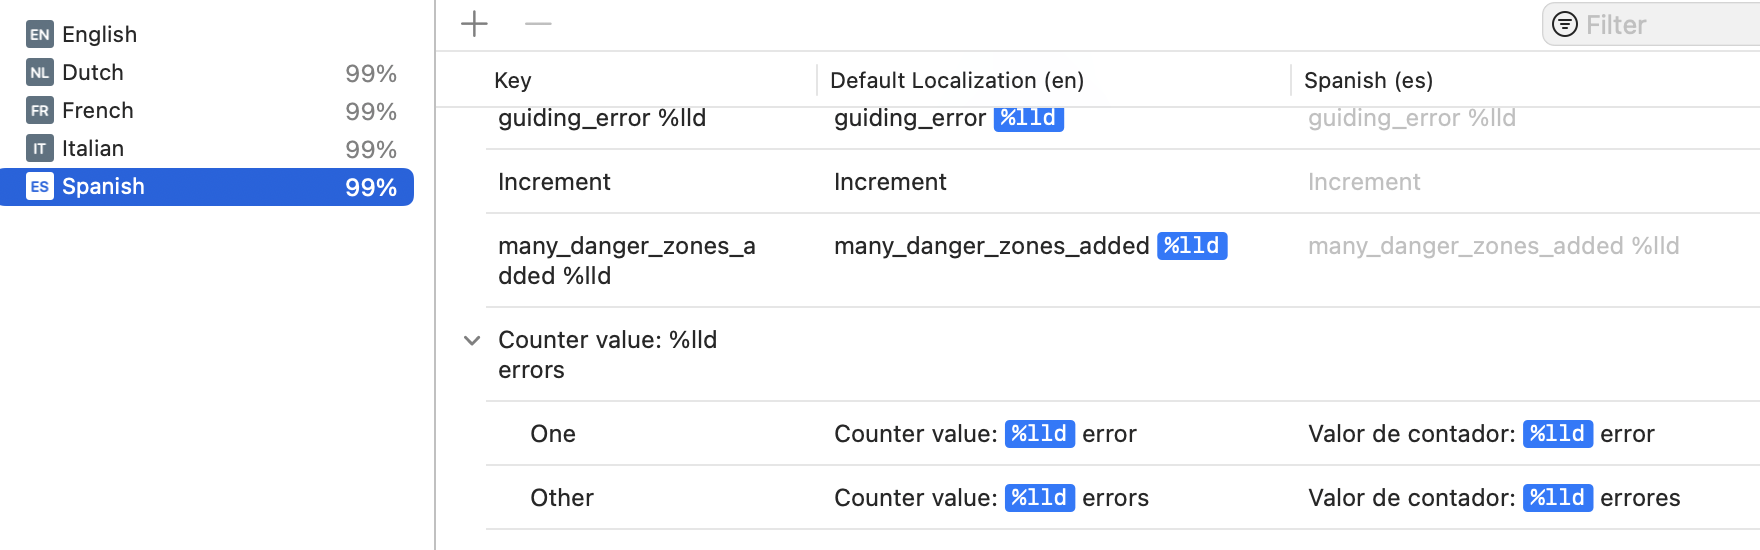 EN English
NL Dutch 99%
FR French 99%
IT Italian 99%
ES Spanish 99%
Filter
Key Default Localization (en) Spanish (es)
guiding_error %lld guiding_error %lld guiding_error %lld
Increment Increment Increment
many_danger_zones_a many_danger_zones_added %lld many_danger_zones_added %lld
dded %lld
Counter value: %lld
errors
One Counter value: %lld error Valor de contador: %lld error
Other Counter value: %lld errors Valor de contador: %lld errores